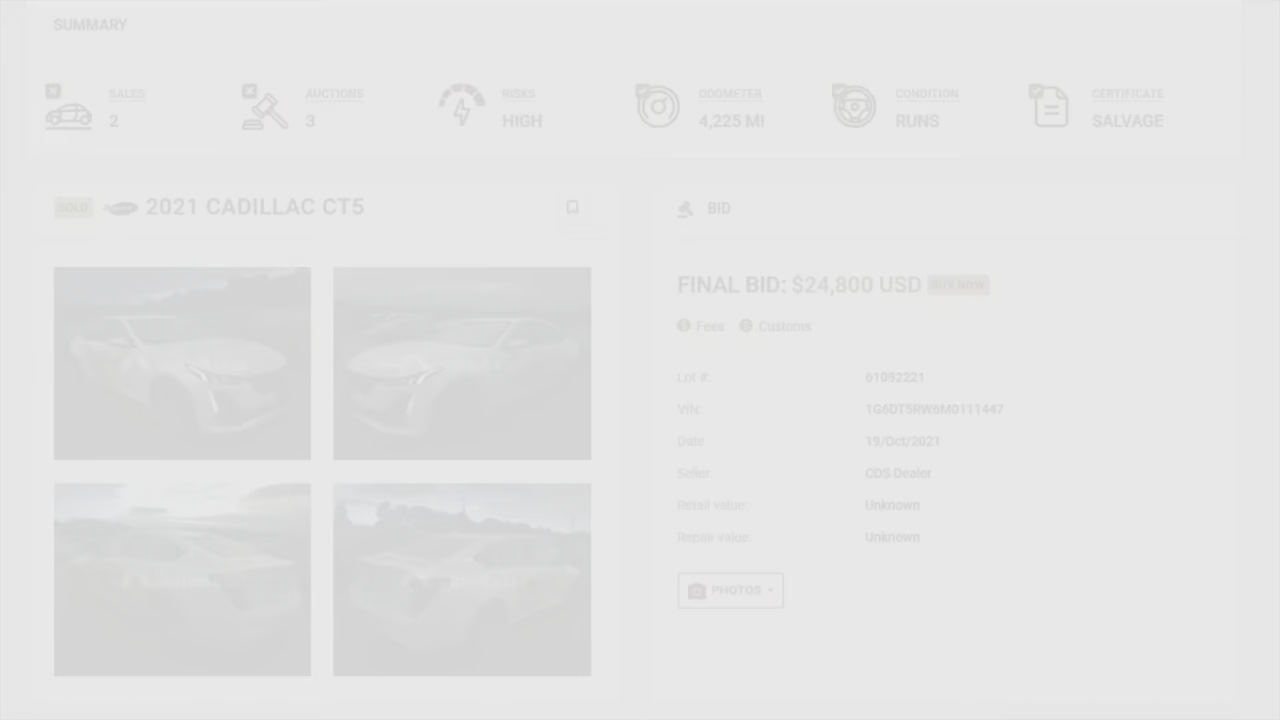 SUMMARY
SALES
2
AUCTIONS
3
RISKS
HIGH
ODOMETER
4,225 MI
CONDITION
RUNS
CERTIFICATE
SALVAGE
SOLD
2021 CADILLAC CT5
BID
FINAL BID: $24,800 USD BUY NOW
Fees Customs
Lot #: 61092221
VIN: 1G6DT5RW6M0111447
Date: 19/Oct/2021
Seller: CDS Dealer
Retail value: Unknown
Repair value: Unknown
PHOTOS